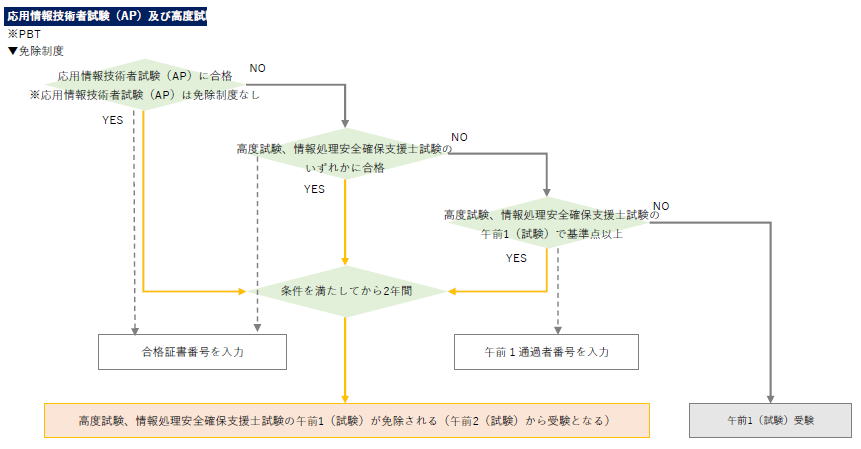 応用情報技術者試験（AP）及び高度試
※PBT
▼免除制度
応用情報技術者試験（AP）に合格
※応用情報技術者試験（AP）は免除制度なし
NO
YES
高度試験、情報処理安全確保支援士試験の
いずれかに合格
NO
YES
高度試験、情報処理安全確保支援士試験の
午前1（試験）で基準点以上
NO
YES
条件を満たしてから2年間
合格証書番号を入力
午前１通過者番号を入力
高度試験、情報処理安全確保支援士試験の午前1（試験）が免除される（午前2（試験）から受験となる）
午前1（試験）受験